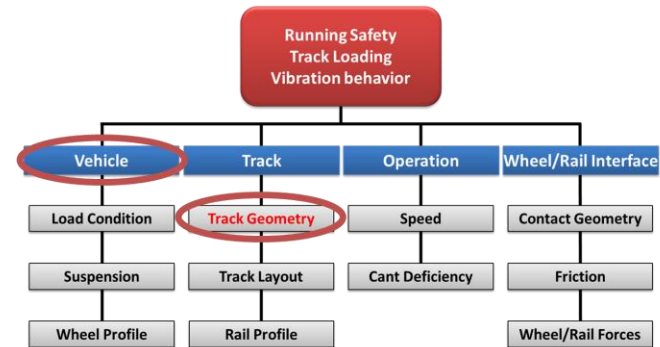 Running Safety
Track Loading
Vibration behavior
Vehicle
Track
Operation
Wheel/Rail Interface
Load Condition
Track Geometry
Speed
Contact Geometry
Suspension
Track Layout
Cant Deficiency
Friction
Wheel Profile
Rail Profile
Wheel/Rail Forces